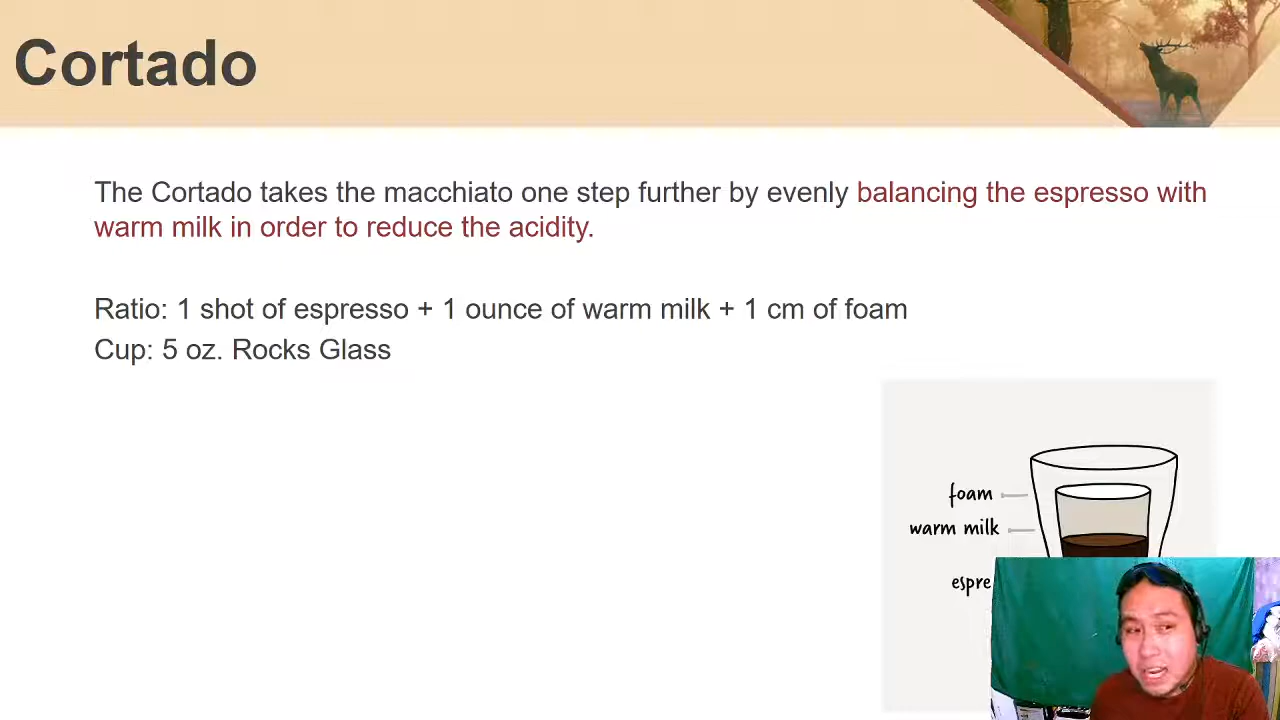 Cortado
The Cortado takes the macchiato one step further by evenly balancing the espresso with
warm milk in order to reduce the acidity.
Ratio: 1 shot of espresso + 1 ounce of warm milk + 1 cm of foam
Cup: 5 oz. Rocks Glass
foam
warm milk
espre